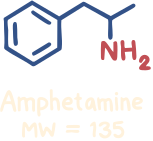 NH2
Amphetamine
MW = 135